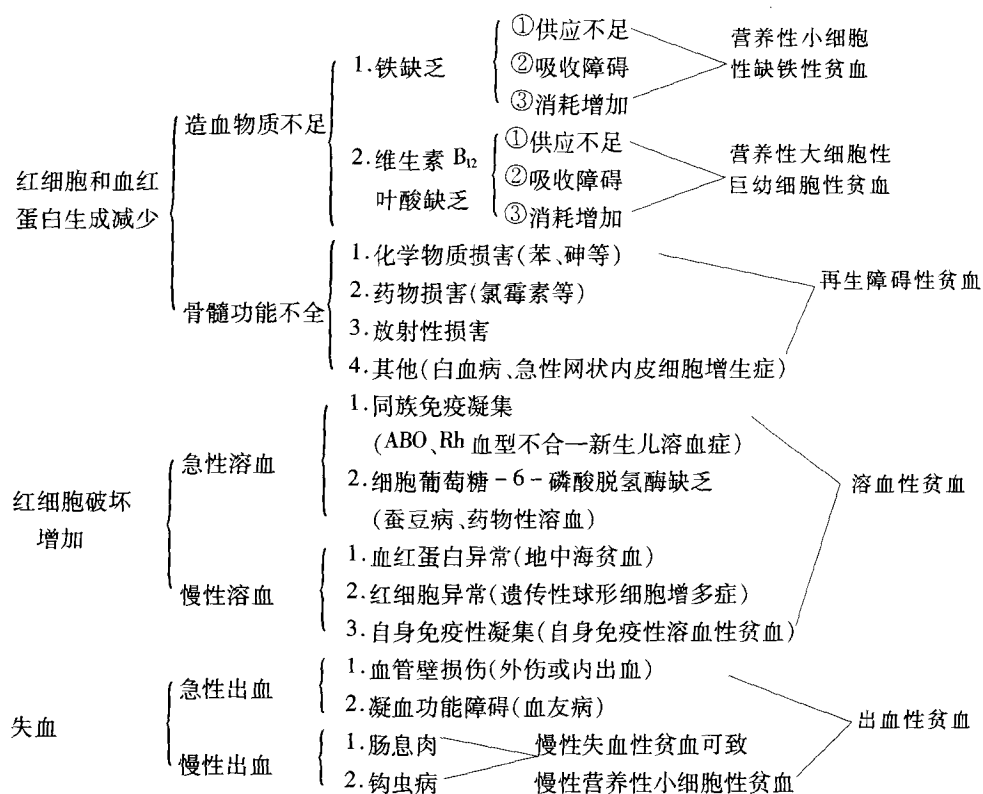 ①供应不足
1.铁缺乏
②吸收障碍
③消耗增加
营养性小细胞
性缺铁性贫血
造血物质不足
2.维生素 B12
叶酸缺乏
①供应不足
②吸收障碍
③消耗增加
营养性大细胞性
巨幼细胞性贫血
红细胞和血红
蛋白生成减少
骨髓功能不全
1.化学物质损害(苯、砷等)
2.药物损害(氯霉素等)
3.放射性损害
4.其他(白血病、急性网状内皮细胞增生症)
再生障碍性贫血
红细胞破坏
增加
急性溶血
1.同族免疫凝集
(ABO、Rh 血型不合一新生儿溶血症)
2.细胞葡萄糖-6-磷酸脱氢酶缺乏
(蚕豆病、药物性溶血)
慢性溶血
1.血红蛋白异常(地中海贫血)
2.红细胞异常(遗传性球形细胞增多症)
3.自身免疫性凝集(自身免疫性溶血性贫血)
溶血性贫血
失血
急性出血
1.血管壁损伤(外伤或内出血)
2.凝血功能障碍(血友病)
慢性出血
1.肠息肉
2.钩虫病
慢性失血性贫血可致
慢性营养性小细胞性贫血
出血性贫血